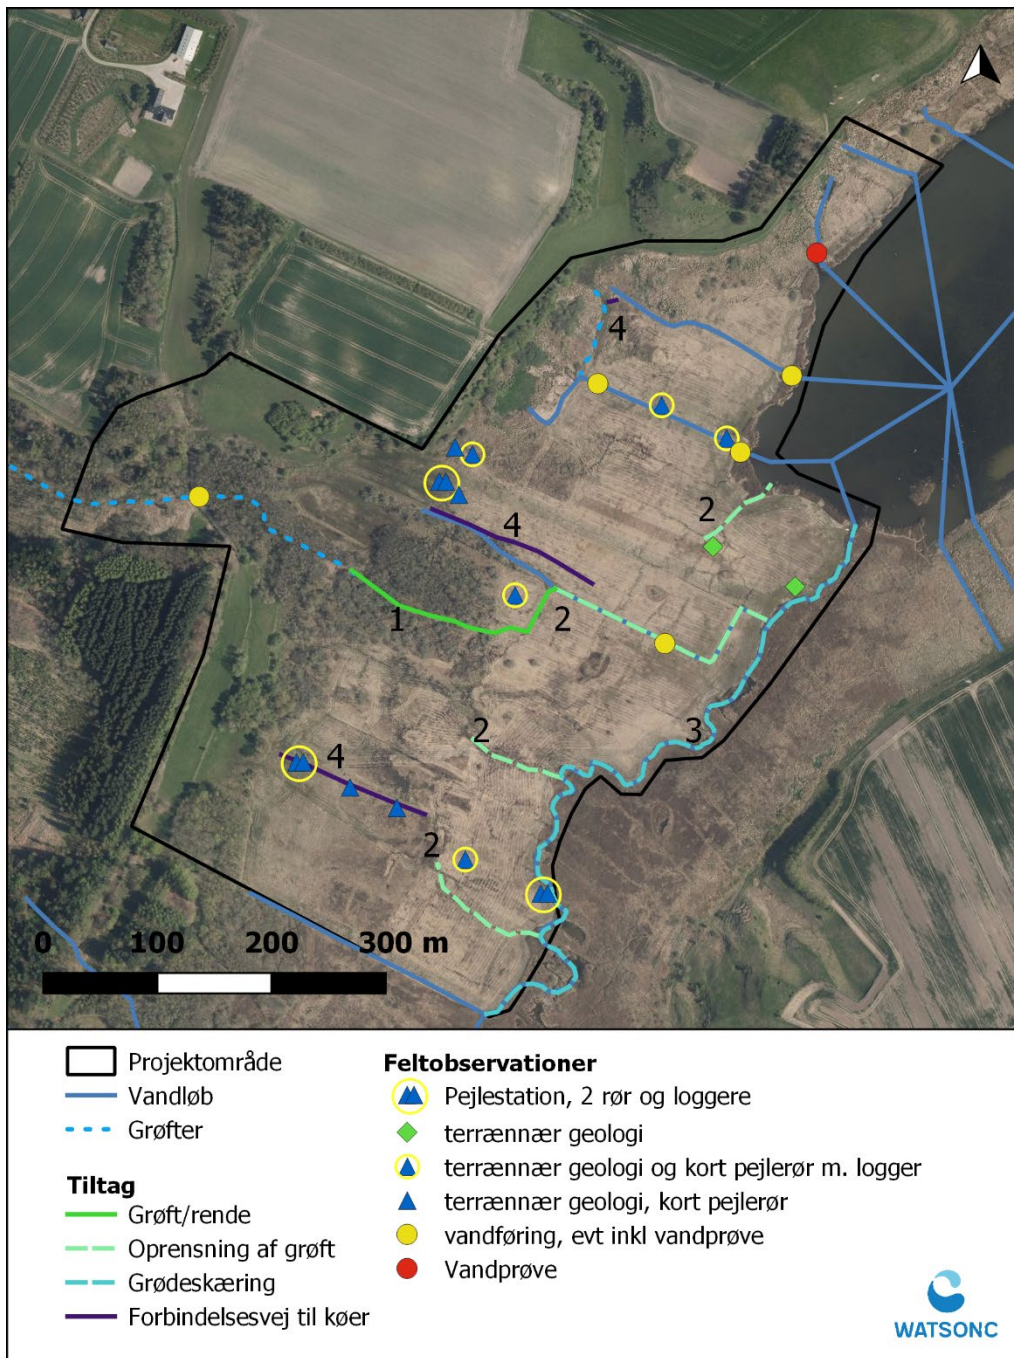 4
4
2
1
2
2
3
4
2
0 100 200 300 m
Projektområde
Vandløb
Grøfter
Tiltag
Grøft/rende
Oprensning af grøft
Grødeskæring
Forbindelsesvej til køer
Feltobservationer
Pejlestation, 2 rør og loggere
terrænnær geologi
terrænnær geologi og kort pejlerør m. logger
terrænnær geologi, kort pejlerør
vandføring, evt inkl vandprøve
Vandprøve
WATSONC